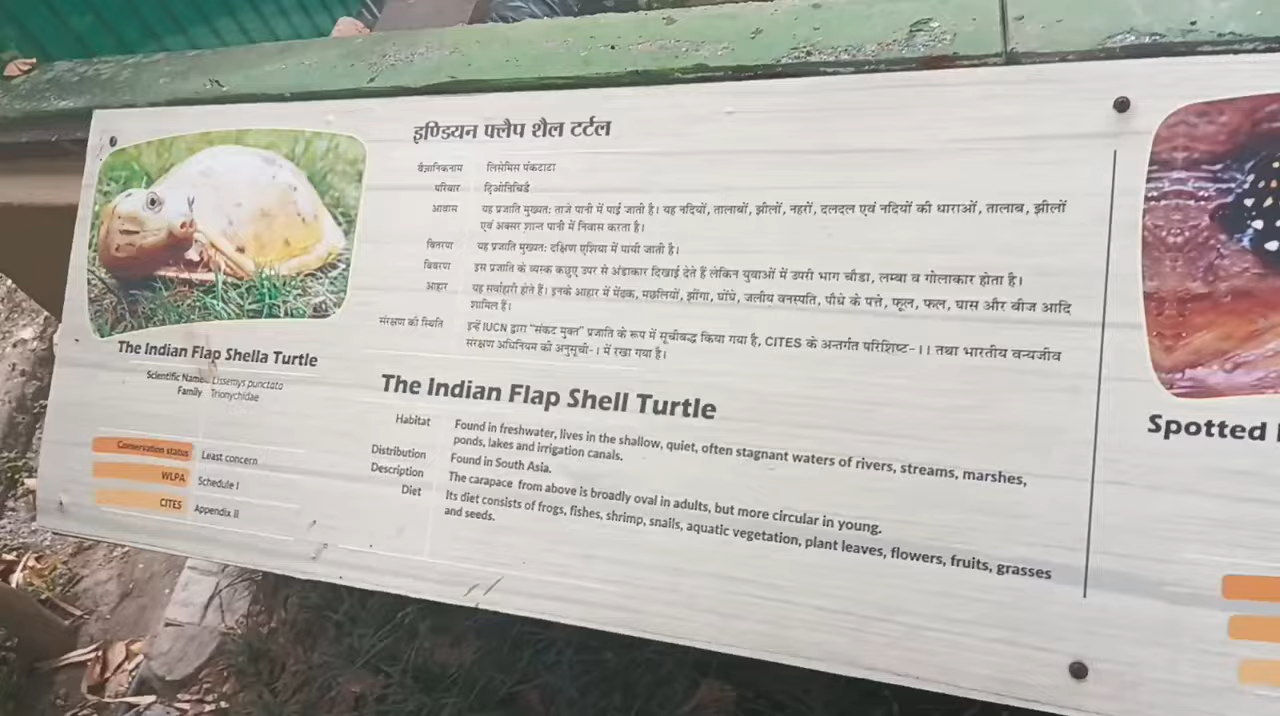 इण्डियन फ्लैप शैल टर्टल
वैज्ञानिकनाम लिसेमिस पंकटाटा
परिवार ट्रिओनिचिडै
आवास यह प्रजाति मुख्यत: ताजे पानी में पाई जाती है। यह नदियों, तालाबों, झीलों, नहरों, दलदल एवं नदियों की धाराओं, तालाब, झीलों
एवं अक्सर शान्त पानी में निवास करता है।
वितरण यह प्रजाति मुख्यत: दक्षिण एशिया में पायी जाती है।
विवरण इस प्रजाति के व्यस्क कछुए उपर से अंडाकार दिखाई देते हैं लेकिन युवाओं में उपरी भाग चौडा, लम्बा व गोलाकार होता है।
आहार यह सर्वाहारी होते हैं। इनके आहार में मेंढ़क, मछलियों, झींगा, घोंघे, जलीय वनस्पति, पौधे के पत्ते, फूल, फल, घास और बीज आदि
शामिल हैं।
संरक्षण की स्थिति इन्हें IUCN द्वारा "संकट मुक्त" प्रजाति के रूप में सूचीबद्ध किया गया है, CITES के अन्तर्गत परिशिष्ट-।। तथा भारतीय वन्यजीव
संरक्षण अधिनियम की अनुसूची-। में रखा गया है।
The Indian Flap Shella Turtle
Scientific Name Lissemys punctata
Family Trionychidae
Conservation status Least concern
WLPA Schedule I
CITES Appendix II
The Indian Flap Shell Turtle
Habitat Found in freshwater, lives in the shallow, quiet, often stagnant waters of rivers, streams, marshes,
ponds, lakes and irrigation canals.
Distribution Found in South Asia.
Description The carapace from above is broadly oval in adults, but more circular in young.
Diet Its diet consists of frogs, fishes, shrimp, snails, aquatic vegetation, plant leaves, flowers, fruits, grasses
and seeds.
Spotted